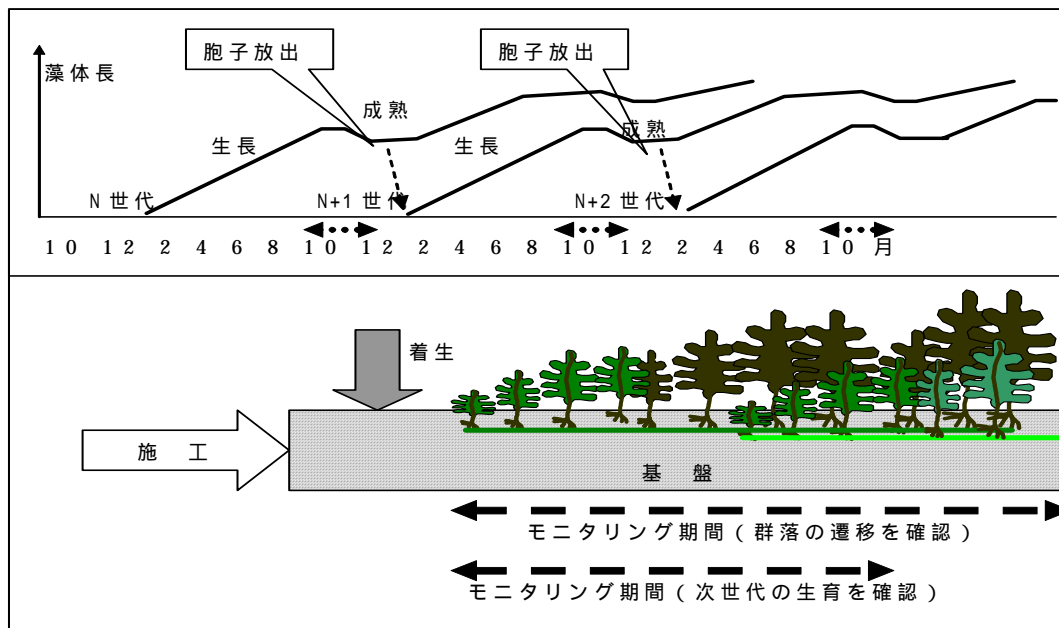 胞子放出
胞子放出
藻体長
成熟
成熟
生長
生長
N 世代
N+1 世代
N+2 世代
10 12 2 4 6 8 10 12 2 4 6 8 10 12 2 4 6 8 10 月
着生
施 工
基 盤
モニタリング期間(群落の遷移を確認)
モニタリング期間(次世代の生育を確認)